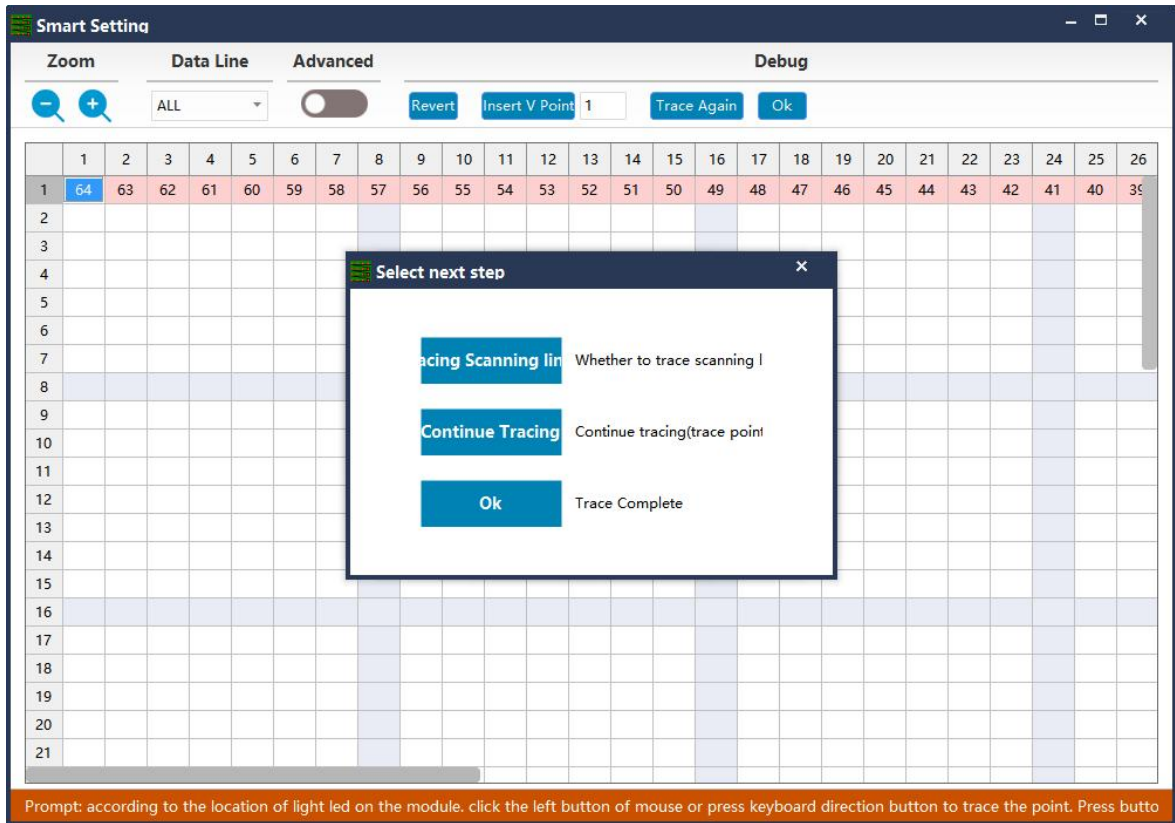 Smart Setting
Zoom Data Line Advanced Debug
ALL Revert Insert V Point 1 Trace Again Ok
1 2 3 4 5 6 7 8 9 10 11 12 13 14 15 16 17 18 19 20 21 22 23 24 25 26
1 64 63 62 61 60 59 58 57 56 55 54 53 52 51 50 49 48 47 46 45 44 43 42 41 40 39
2
3
4
Select next step
5
6
7 acing Scanning lin Whether to trace scanning l
8
9
10 Continue Tracing Continue tracing(trace point
11
12 Ok Trace Complete
13
14
15
16
17
18
19
20
21
Prompt: according to the location of light led on the module. click the left button of mouse or press keyboard direction button to trace the point. Press butto